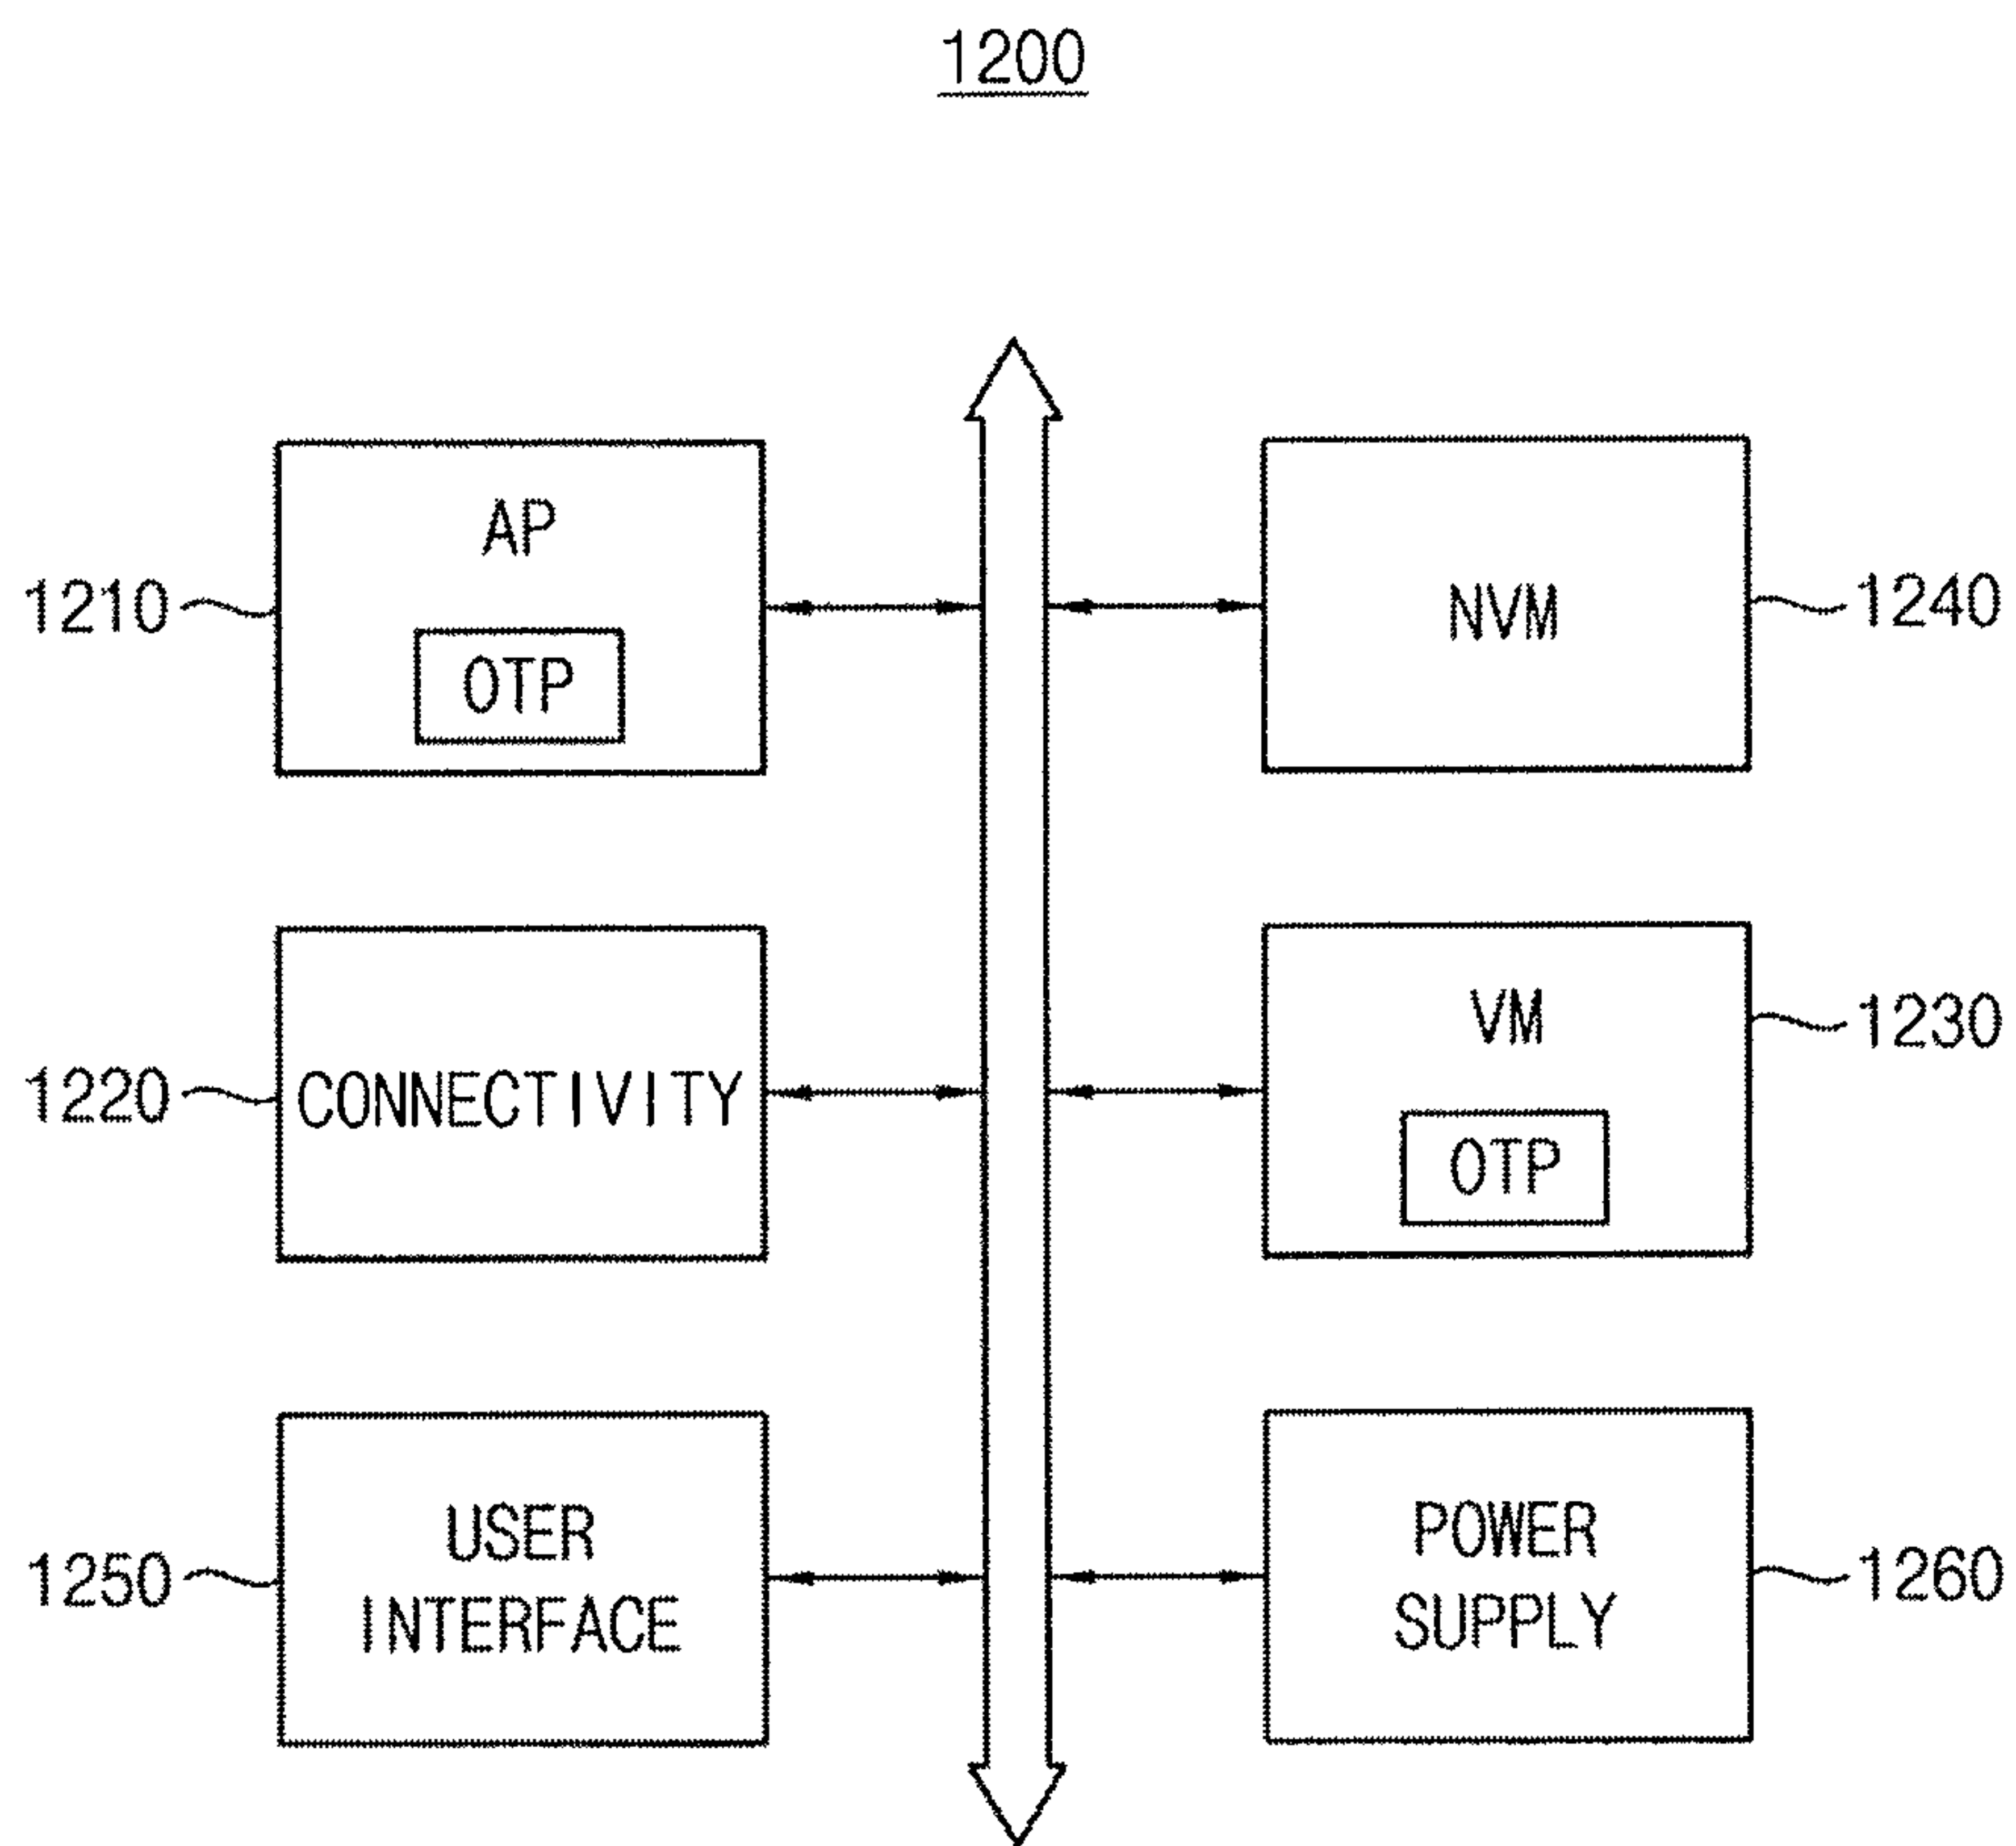 1200
AP
OTP
1210
NVM
1240
CONNECTIVITY
1220
VM
OTP
1230
USER
INTERFACE
1250
POWER
SUPPLY
1260